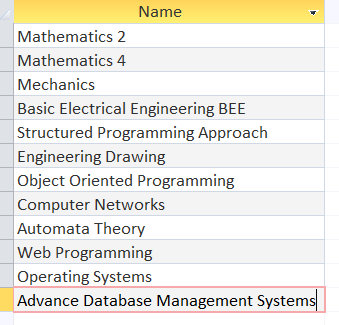 Name
Mathematics 2
Mathematics 4
Mechanics
Basic Electrical Engineering BEE
Structured Programming Approach
Engineering Drawing
Object Oriented Programming
Computer Networks
Automata Theory
Web Programming
Operating Systems
Advance Database Management Systems